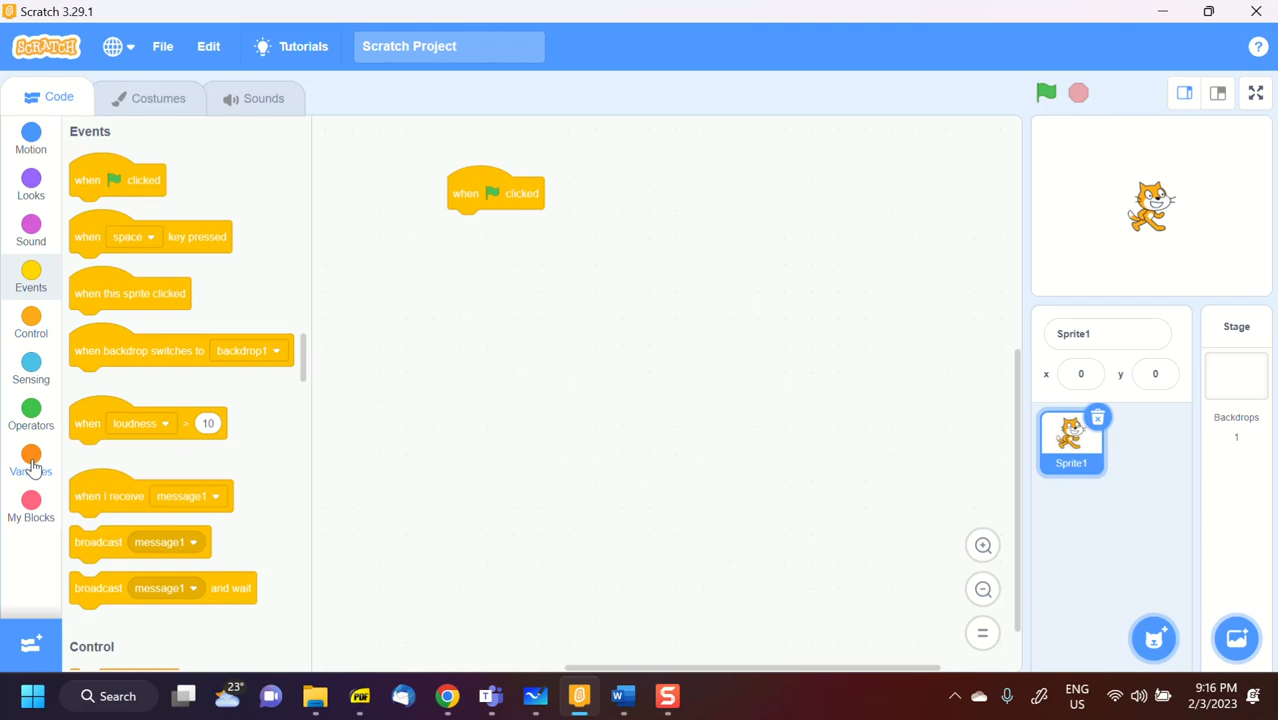 Scratch 3.29.1
SCRATCH File Edit Tutorials Scratch Project ?
Code Costumes Sounds
Motion
Looks
Sound
Events
Control
Sensing
Operators
My Blocks
Events
when clicked
when space key pressed
when this sprite clicked
when backdrop switches to backdrop1
when loudness > 10
when I receive message1
broadcast message1
broadcast message1 and wait
Control
when clicked
Sprite1
x 0 y 0
Sprite1
Stage
Backdrops
1
Search 23° PDF T W S ENG US 9:16 PM 2/3/2023